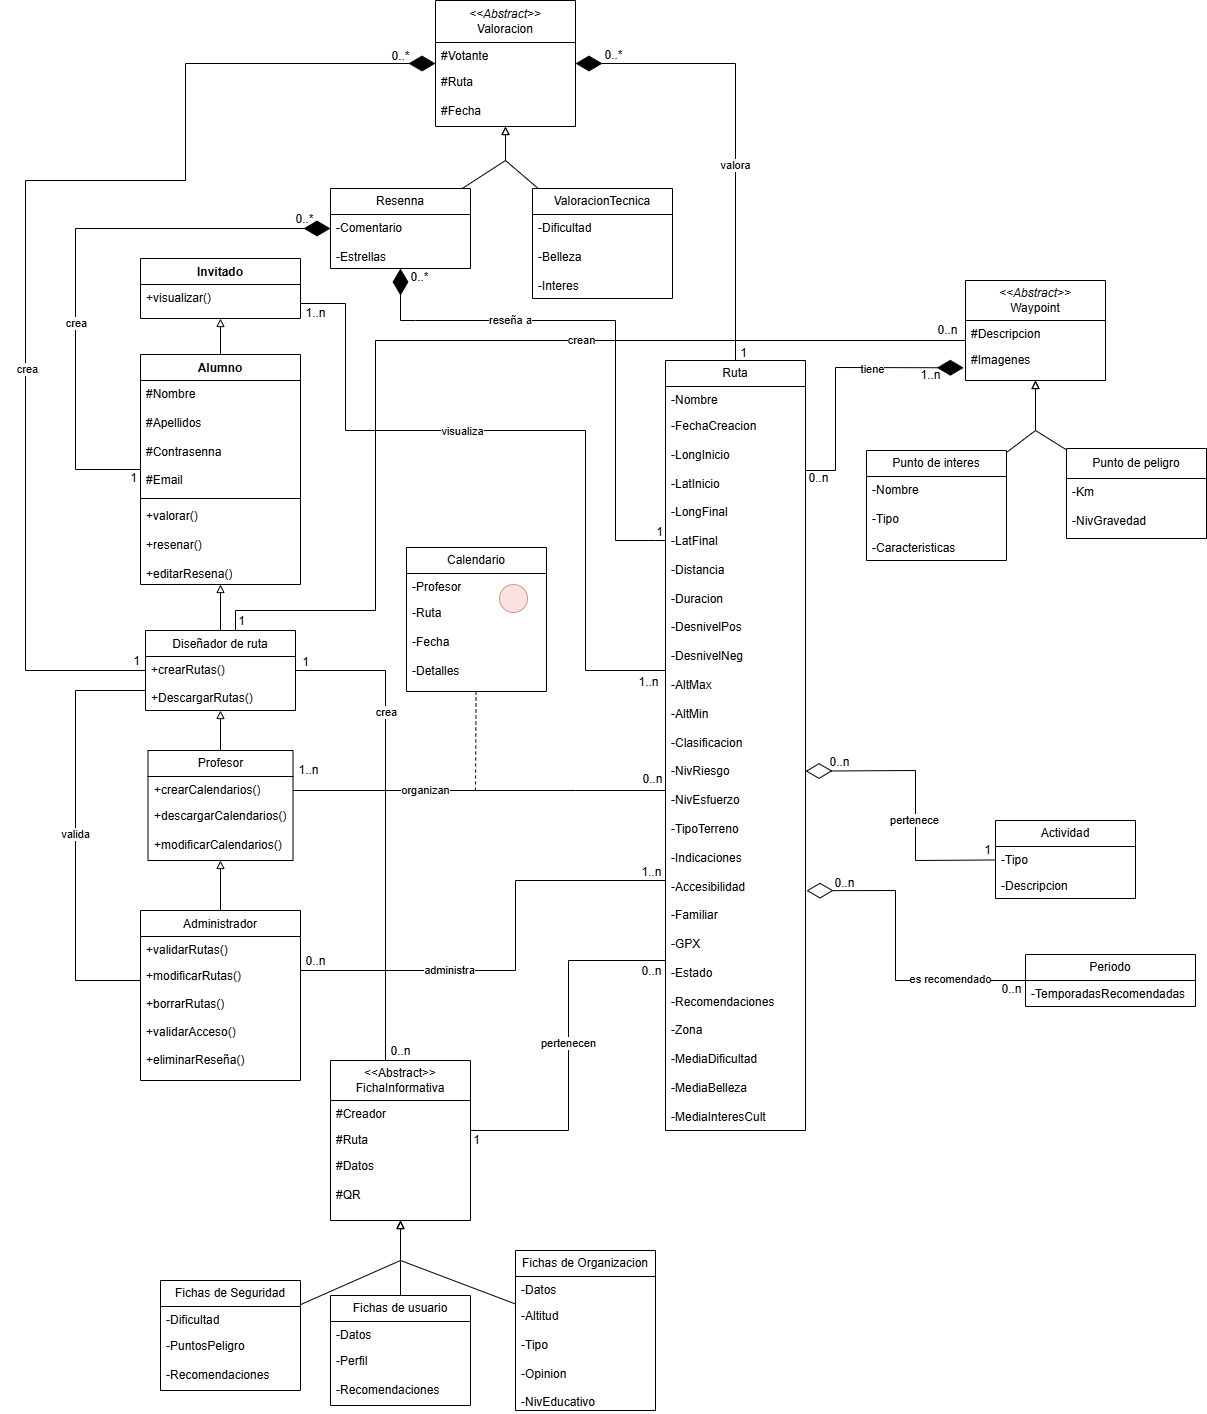 <<Abstract>>
Valoracion
#Votante
#Ruta
#Fecha
0..*
0..*
valora
1
crea
1
Resenna
-Comentario
-Estrellas
0..*
0..*
crea
1
reseña a
1
ValoracionTecnica
-Dificultad
-Belleza
-Interes
Invitado
+visualizar()
1..n
visualiza
1..n
Alumno
#Nombre
#Apellidos
#Contrasenna
#Email
+valorar()
+resenar()
+editarResena()
<<Abstract>>
Waypoint
#Descripcion
#Imagenes
0..n
crean
1
1..n
tiene
0..n
Punto de interes
-Nombre
-Tipo
-Caracteristicas
Punto de peligro
-Km
-NivGravedad
Ruta
-Nombre
-FechaCreacion
-LongInicio
-LatInicio
-LongFinal
-LatFinal
-Distancia
-Duracion
-DesnivelPos
-DesnivelNeg
-AltMax
-AltMin
-Clasificacion
-NivRiesgo
-NivEsfuerzo
-TipoTerreno
-Indicaciones
-Accesibilidad
-Familiar
-GPX
-Estado
-Recomendaciones
-Zona
-MediaDificultad
-MediaBelleza
-MediaInteresCult
Calendario
-Profesor
-Ruta
-Fecha
-Detalles
Diseñador de ruta
+crearRutas()
+DescargarRutas()
1
crea
0..n
valida
Profesor
+crearCalendarios()
+descargarCalendarios()
+modificarCalendarios()
1..n
organizan
0..n
Administrador
+validarRutas()
+modificarRutas()
+borrarRutas()
+validarAcceso()
+eliminarReseña()
0..n
administra
1..n
0..n
pertenece
1
Actividad
-Tipo
-Descripcion
0..n
es recomendado
0..n
Periodo
-TemporadasRecomendadas
<<Abstract>>
FichaInformativa
#Creador
#Ruta
#Datos
#QR
1
pertenecen
0..n
Fichas de Seguridad
-Dificultad
-PuntosPeligro
-Recomendaciones
Fichas de usuario
-Datos
-Perfil
-Recomendaciones
Fichas de Organizacion
-Datos
-Altitud
-Tipo
-Opinion
-NivEducativo